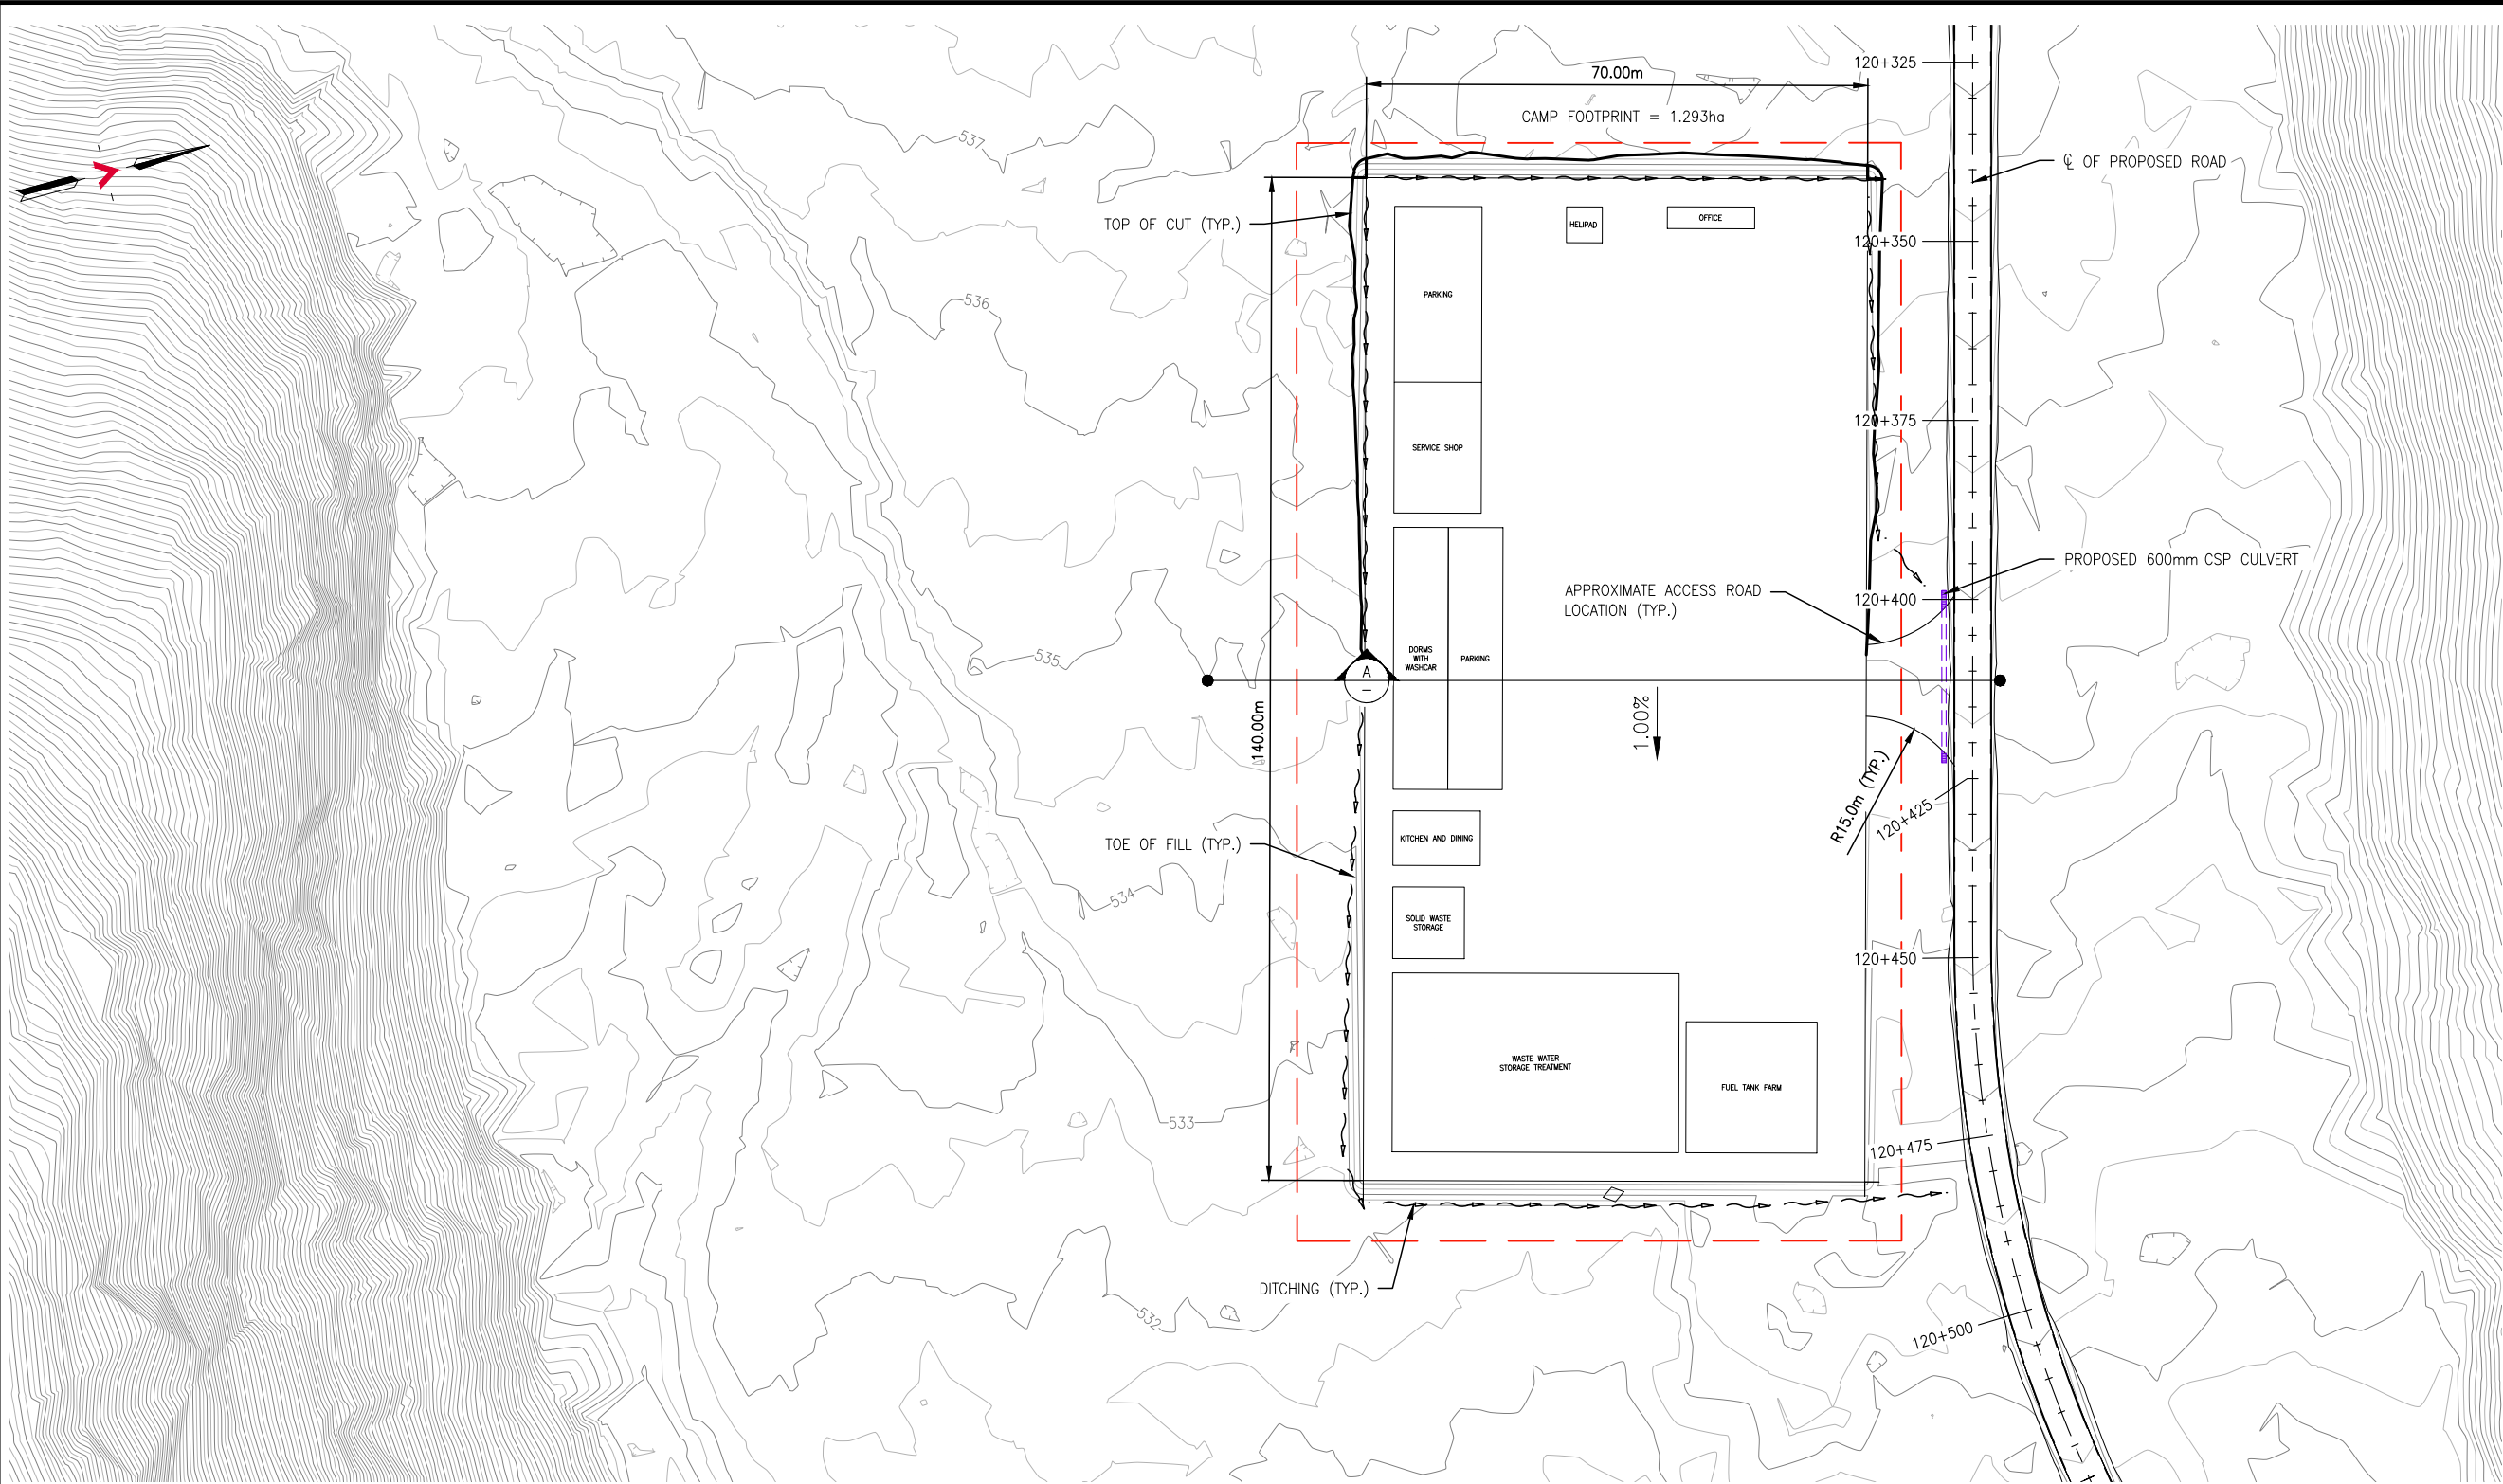 70.00m
120+325
CAMP FOOTPRINT = 1.293ha
537
℄ OF PROPOSED ROAD
TOP OF CUT (TYP.)
HELIPAD
OFFICE
120+350
PARKING
536
120+375
SERVICE SHOP
PROPOSED 600mm CSP CULVERT
APPROXIMATE ACCESS ROAD
LOCATION (TYP.)
120+400
535
DORMS
WITH
WASHCAR
PARKING
A
–
140.00m
1.00%
R15.0m (TYP.)
120+425
TOE OF FILL (TYP.)
KITCHEN AND DINING
534
SOLID WASTE
STORAGE
120+450
WASTE WATER
STORAGE TREATMENT
FUEL TANK FARM
533
120+475
DITCHING (TYP.)
532
120+500